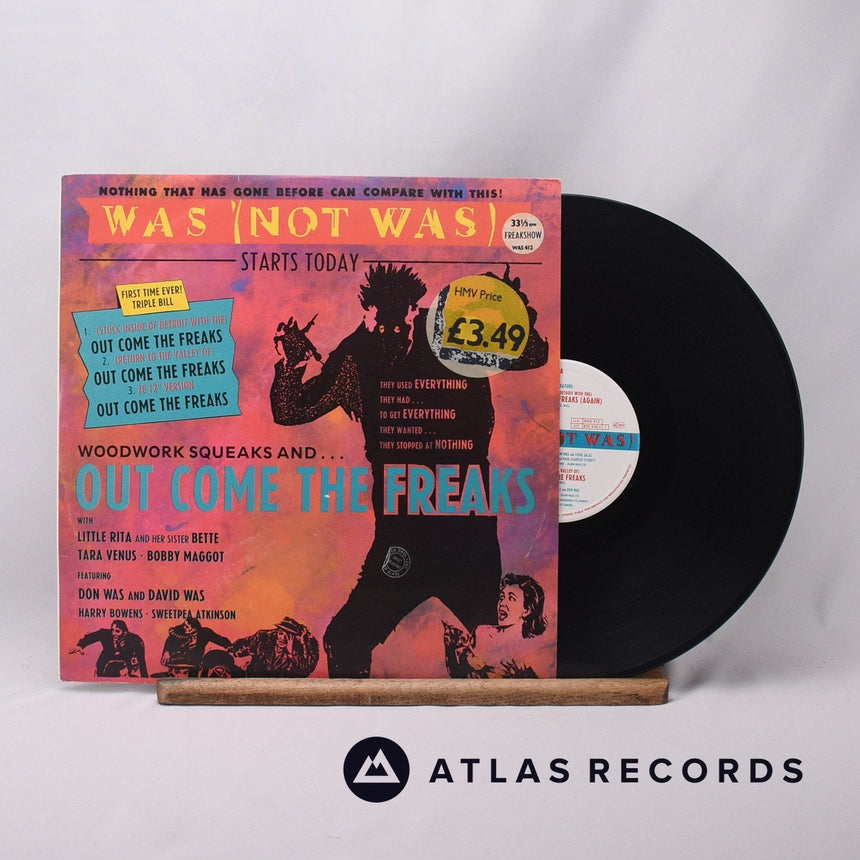 NOTHING THAT HAS GONE BEFORE CAN COMPARE WITH THIS!
WAS (NOT WAS)
33⅓ RPM
FREAKSHOW
WAS 412
STARTS TODAY
FIRST TIME EVER!
TRIPLE BILL
1. (STUCK INSIDE OF DETROIT WITH THE)
OUT COME THE FREAKS
2. (RETURN TO THE VALLEY OF)
OUT COME THE FREAKS
3. ZE 12" VERSION
OUT COME THE FREAKS
HMV Price
£3.49
THEY USED EVERYTHING
THEY HAD . . .
TO GET EVERYTHING
THEY WANTED . . .
THEY STOPPED AT NOTHING
WOODWORK SQUEAKS AND . . .
OUT COME THE FREAKS
WITH
LITTLE RITA AND HER SISTER BETTE
TARA VENUS · BOBBY MAGGOT
FEATURING
DON WAS AND DAVID WAS
HARRY BOWENS · SWEETPEA ATKINSON
FREAKS (AGAIN)
OT WAS)
FREAKS
ATLAS RECORDS